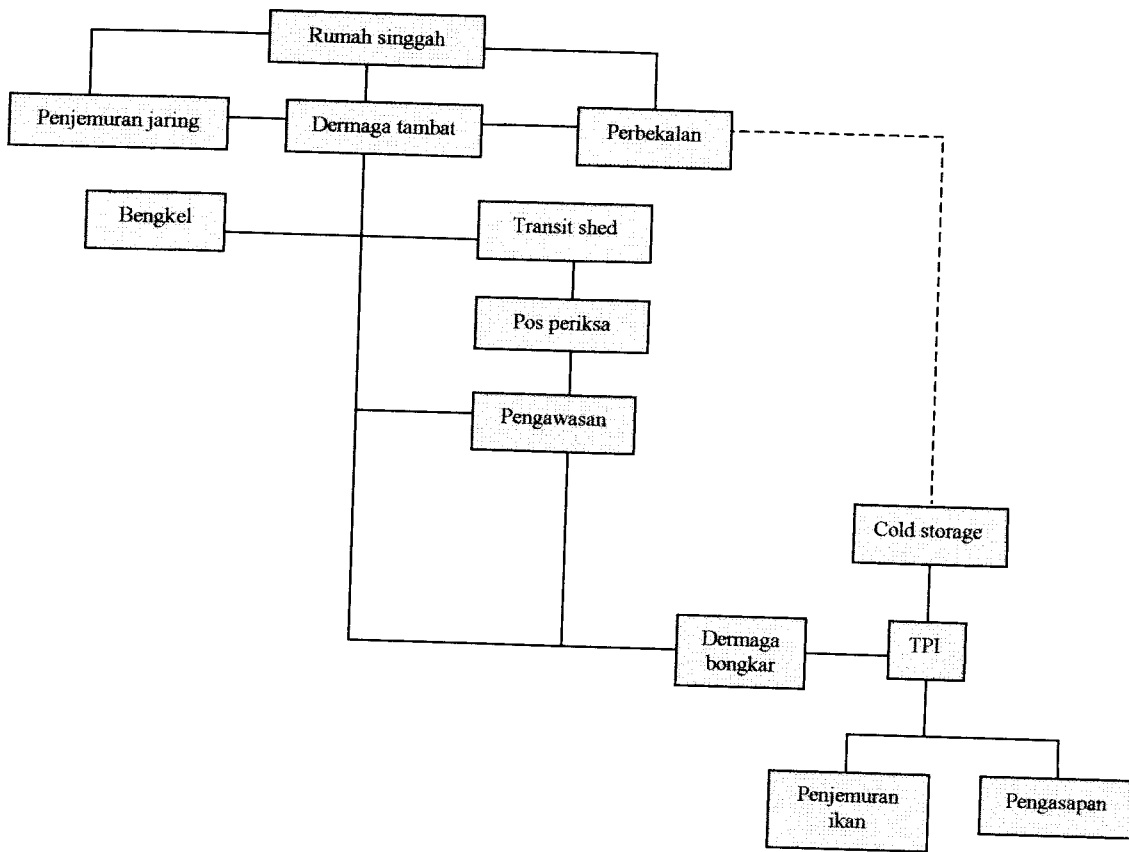 Rumah singgah
Penjemuran jaring
Dermaga tambat
Perbekalan
Bengkel
Transit shed
Pos periksa
Pengawasan
Cold storage
Dermaga
bongkar
TPI
Penjemuran
ikan
Pengasapan